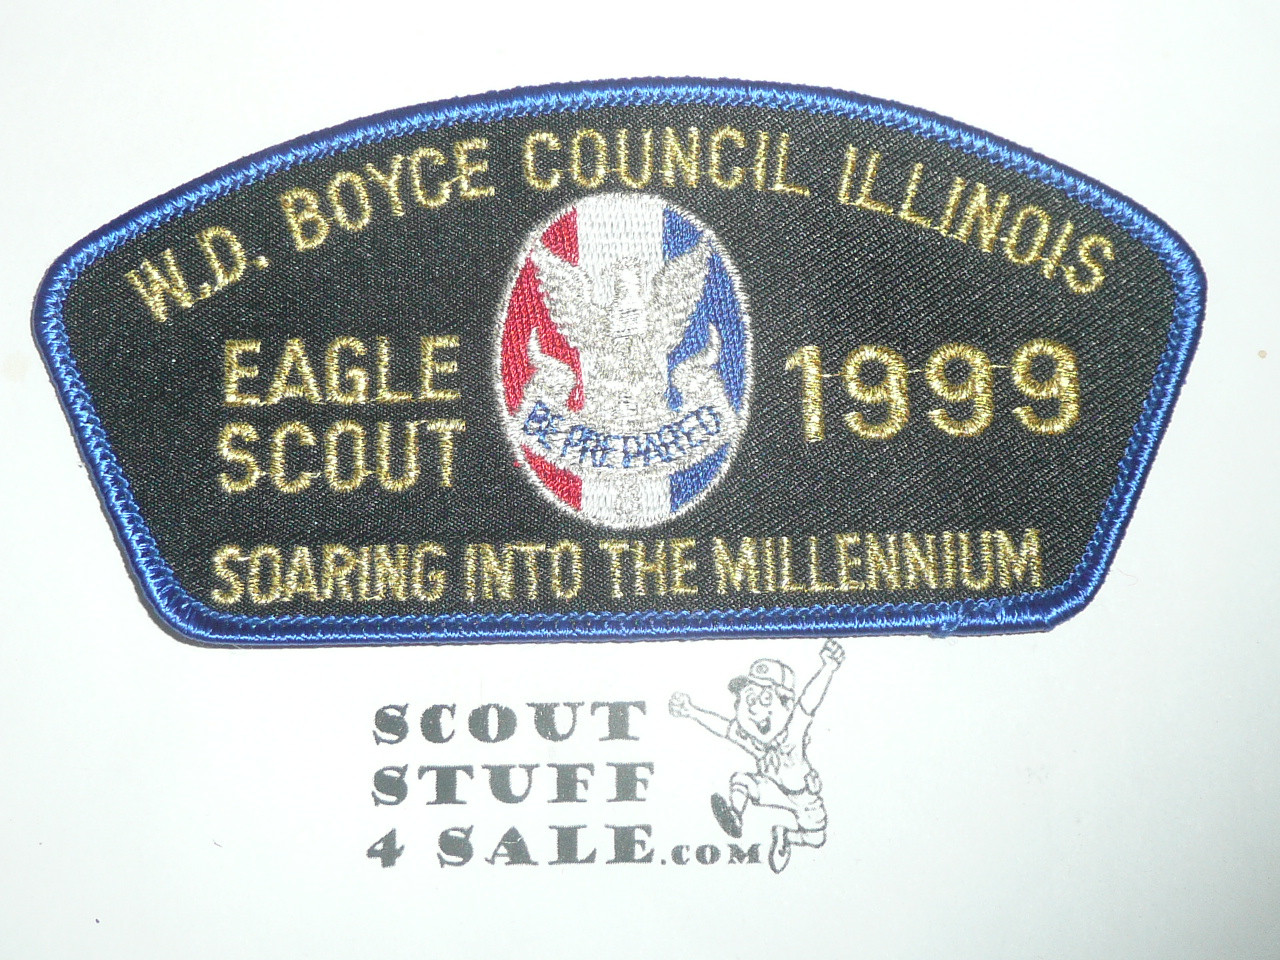 W.D. BOYCE COUNCIL ILLINOIS
EAGLE
SCOUT
BE PREPARED
1999
SOARING INTO THE MILLENNIUM
SCOUT
STUFF
4 SALE.COM